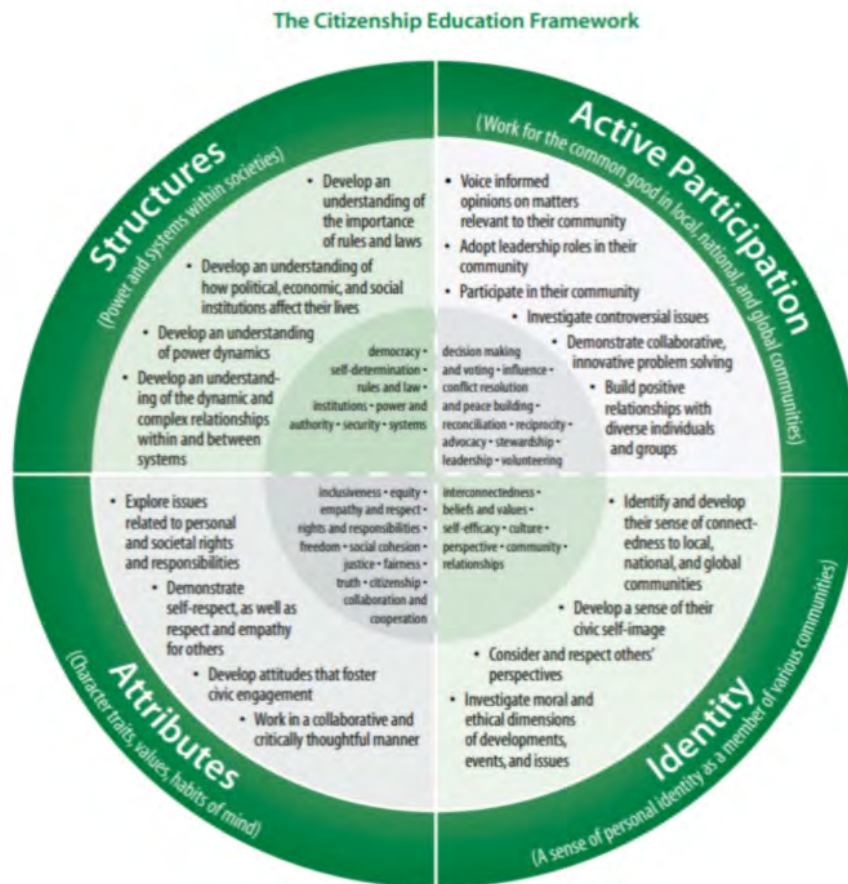 The Citizenship Education Framework
Structures
(Power and systems within societies)
• Develop an
understanding of
the importance
of rules and laws
• Develop an understanding of
how political, economic, and social
institutions affect their lives
• Develop an understanding
of power dynamics
• Develop an understand-
ing of the dynamic and
complex relationships
within and between
systems
democracy •
self-determination •
rules and law •
institutions • power and
authority • security • systems
Active Participation
(Work for the common good in local, national, and global communities)
• Voice informed
opinions on matters
relevant to their community
• Adopt leadership roles in their
community
• Participate in their community
• Investigate controversial issues
• Demonstrate collaborative,
innovative problem solving
• Build positive
relationships with
diverse individuals
and groups
decision making
and voting • influence •
conflict resolution
and peace building •
reconciliation • reciprocity •
advocacy • stewardship •
leadership • volunteering
Attributes
(Character traits, values, habits of mind)
• Explore issues
related to personal
and societal rights
and responsibilities
• Demonstrate
self-respect, as well as
respect and empathy
for others
• Develop attitudes that foster
civic engagement
• Work in a collaborative and
critically thoughtful manner
inclusiveness • equity •
empathy and respect •
rights and responsibilities •
freedom • social cohesion •
justice • fairness •
truth • citizenship •
collaboration and
cooperation
Identity
(A sense of personal identity as a member of various communities)
interconnectedness •
beliefs and values •
self-efficacy • culture •
perspective • community •
relationships
• Identify and develop
their sense of connect-
edness to local,
national, and global
communities
• Develop a sense of their
civic self-image
• Consider and respect others'
perspectives
• Investigate moral and
ethical dimensions
of developments,
events, and issues